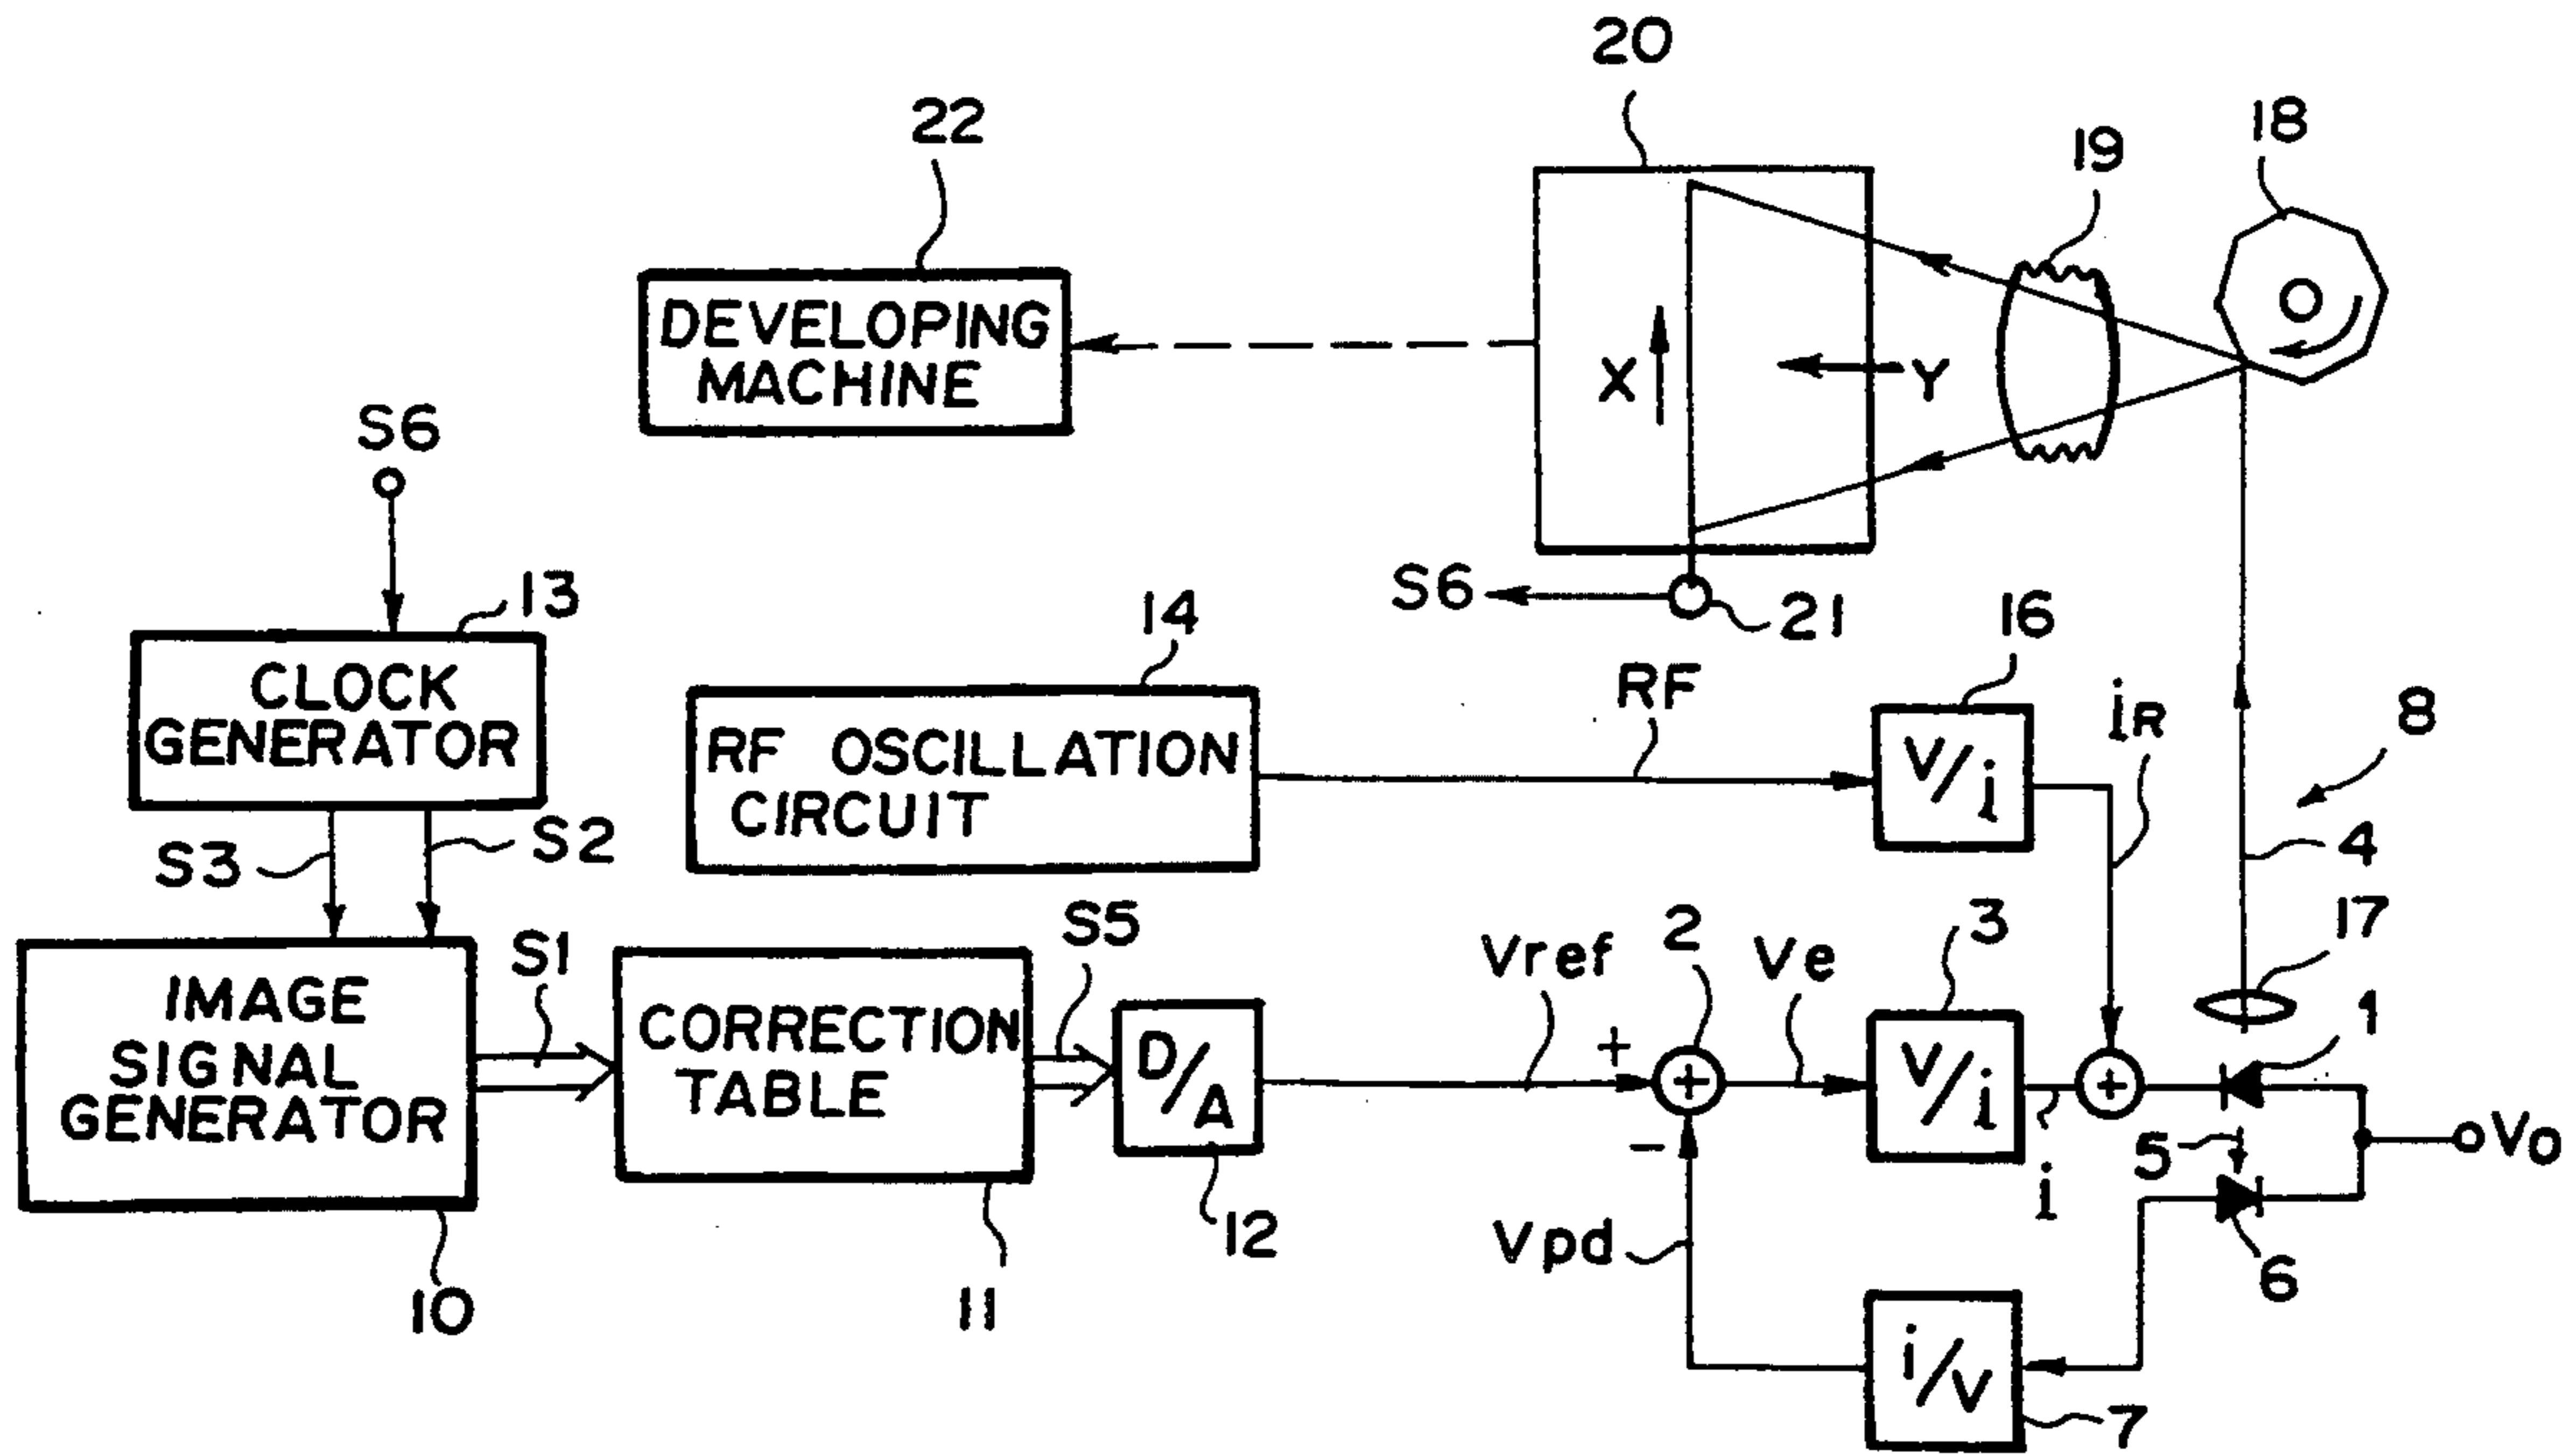 20
18
22
19
DEVELOPING
MACHINE
X
Y
S6
S6
21
13
14
16
CLOCK
GENERATOR
RF
iR
8
RF OSCILLATION
CIRCUIT
V/i
S3
S2
4
S1
S5
Vref
2
Ve
3
17
1
IMAGE
SIGNAL
GENERATOR
CORRECTION
TABLE
D/A
+
+
V/i
+
−
i
5
Vo
Vpd
12
6
10
11
i/V
7